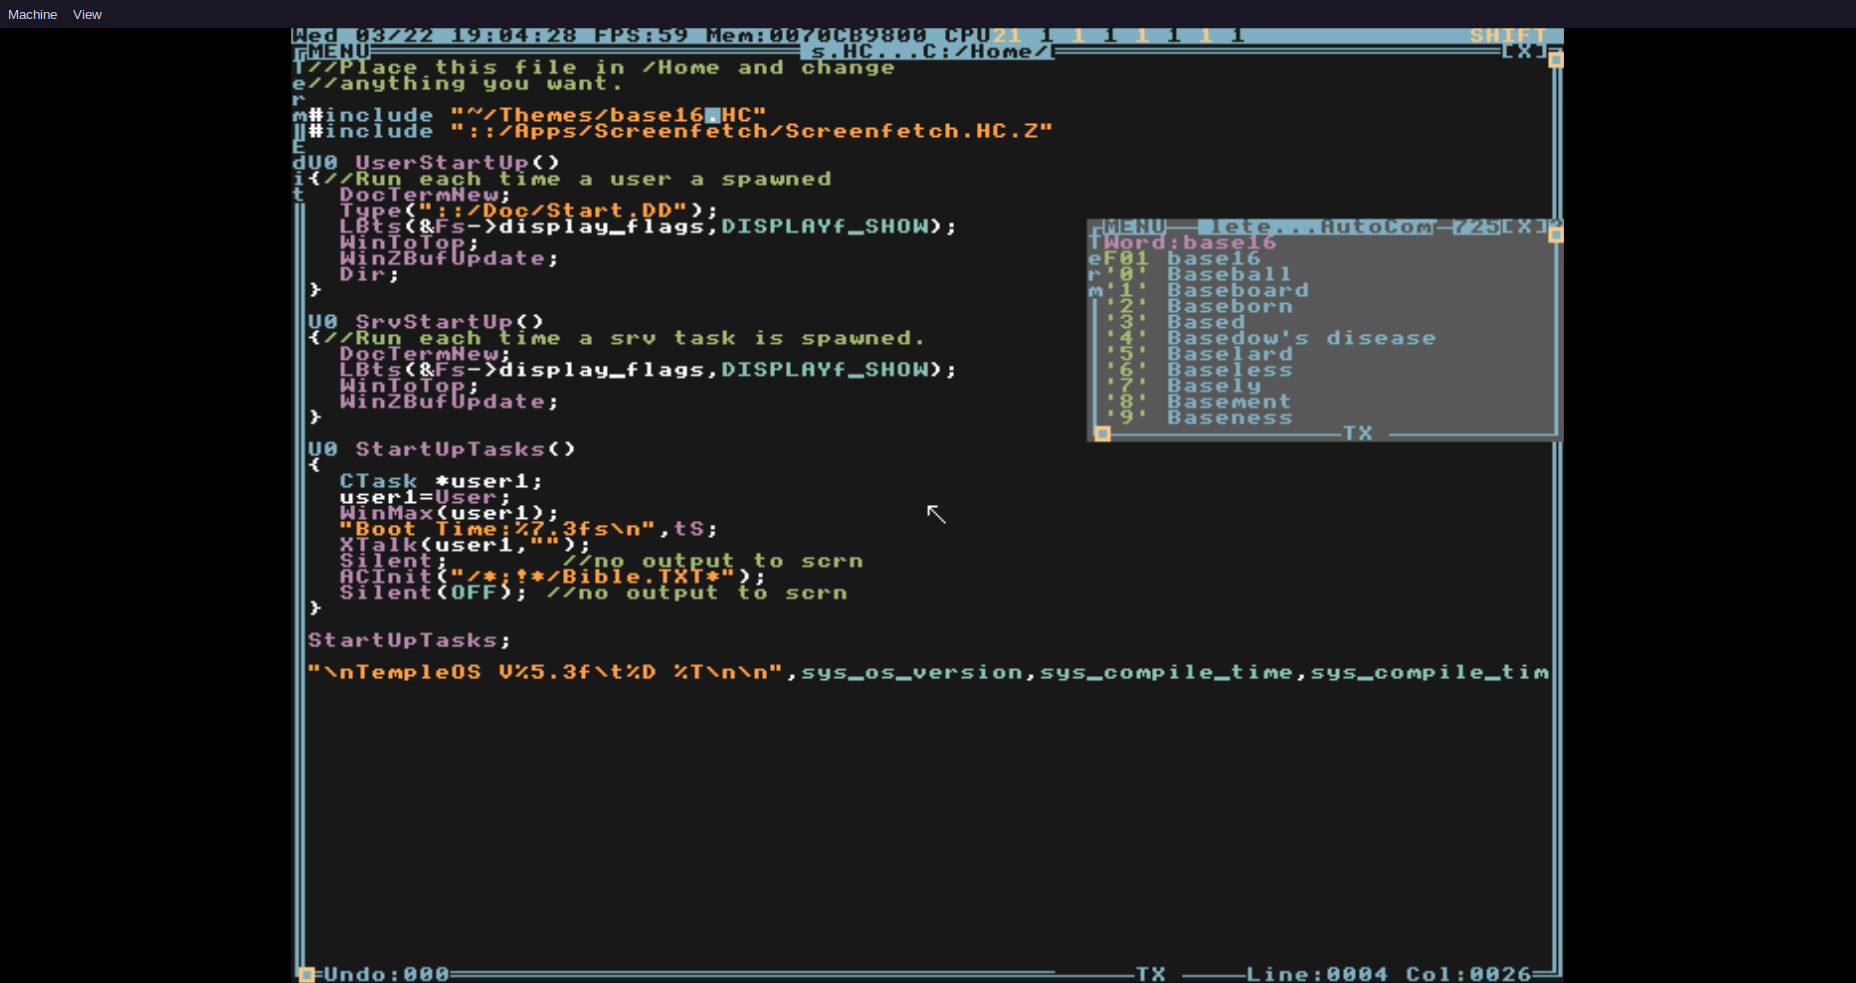 Machine View
Wed 03/22 19:04:28 FPS:59 Mem:0070CB9800 CPU21 1 1 1 1 1 1 1 SHIFT
MENU s.HC...C:/Home/ [X]
Term
Edit
//Place this file in /Home and change
//anything you want.
#include "~/Themes/base16.HC"
#include "::/Apps/Screenfetch/Screenfetch.HC.Z"
U0 UserStartUp()
{//Run each time a user a spawned
DocTermNew;
Type("::/Doc/Start.DD");
LBts(&Fs->display_flags,DISPLAYf_SHOW);
WinToTop;
WinZBufUpdate;
Dir;
}
U0 SrvStartUp()
{//Run each time a srv task is spawned.
DocTermNew;
LBts(&Fs->display_flags,DISPLAYf_SHOW);
WinToTop;
WinZBufUpdate;
}
U0 StartUpTasks()
{
CTask *user1;
user1=User;
WinMax(user1);
"Boot Time:%7.3fs\n",tS;
XTalk(user1,"");
Silent; //no output to scrn
ACInit("/*;!*/Bible.TXT*");
Silent(OFF); //no output to scrn
}
StartUpTasks;
"\nTempleOS V%5.3f\t%D %T\n\n",sys_os_version,sys_compile_time,sys_compile_tim
Undo:000 TX Line:0004 Col:0026
MENU lete...AutoCom 725[X]?
Term
Word:base16
F01 base16
'0' Baseball
'1' Baseboard
'2' Baseborn
'3' Based
'4' Basedow's disease
'5' Baselard
'6' Baseless
'7' Basely
'8' Basement
'9' Baseness
TX